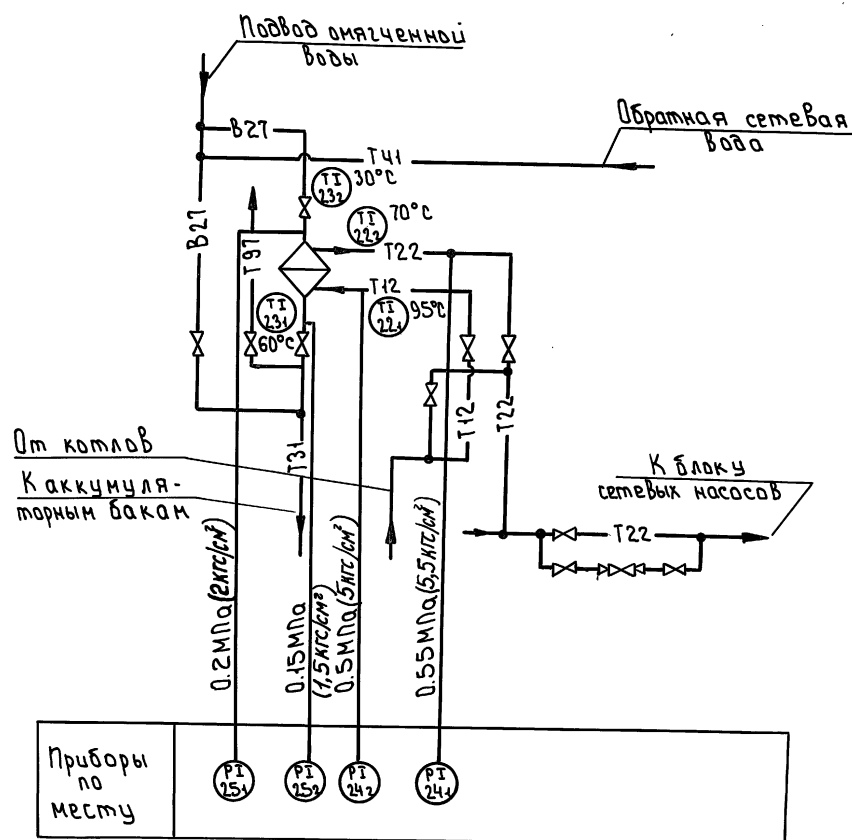 Подвод омягченной
воды
Обратная сетевая
вода
В27
Т41
TI
23₂
30°С
TI
22₂
70°С
В27
Т97
Т22
Т12
TI
23₁
60°С
TI
22₁
95°С
Т12
Т22
От котлов
К аккумуля-
торным бакам
Т31
К блоку
сетевых насосов
Т22
0.2МПа(2кгс/см²)
0.15МПа
(1,5кгс/см²)
0.5МПа(5кгс/см²)
0.55МПа(5,5кгс/см²)
Приборы
по
месту
PI
25₁
PI
25₂
PI
24₂
PI
24₁